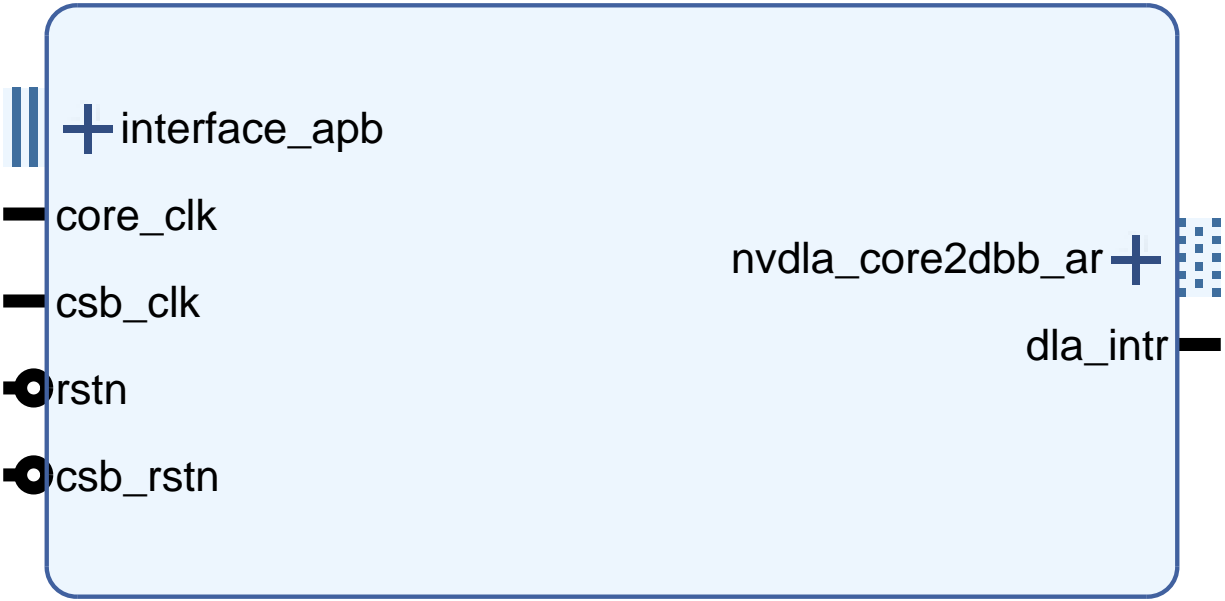 interface_apb
core_clk
csb_clk
rstn
csb_rstn
nvdla_core2dbb_ar
dla_intr